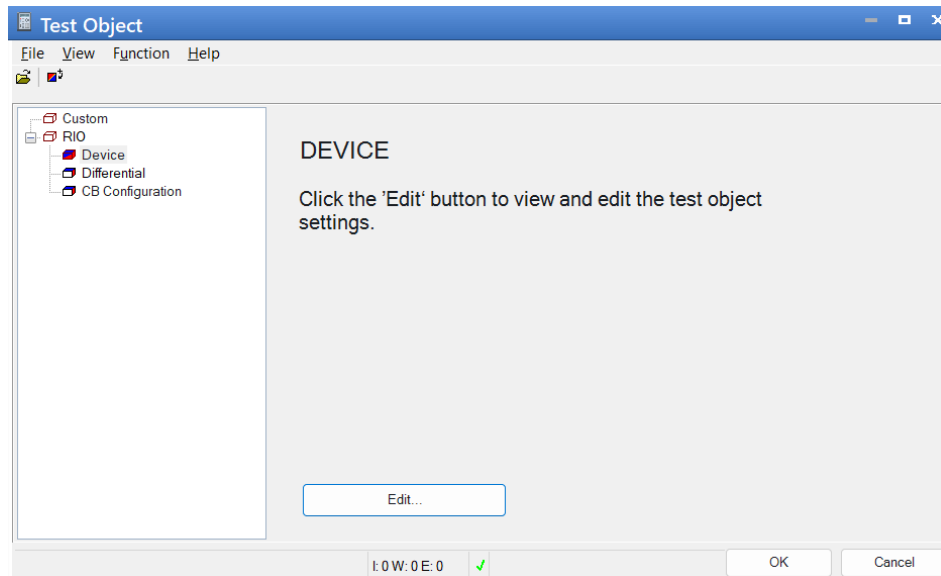 Test Object
File View Function Help
Custom
RIO
Device
Differential
CB Configuration
DEVICE
Click the ’Edit‘ button to view and edit the test object
settings.
Edit...
I: 0 W: 0 E: 0
OK Cancel